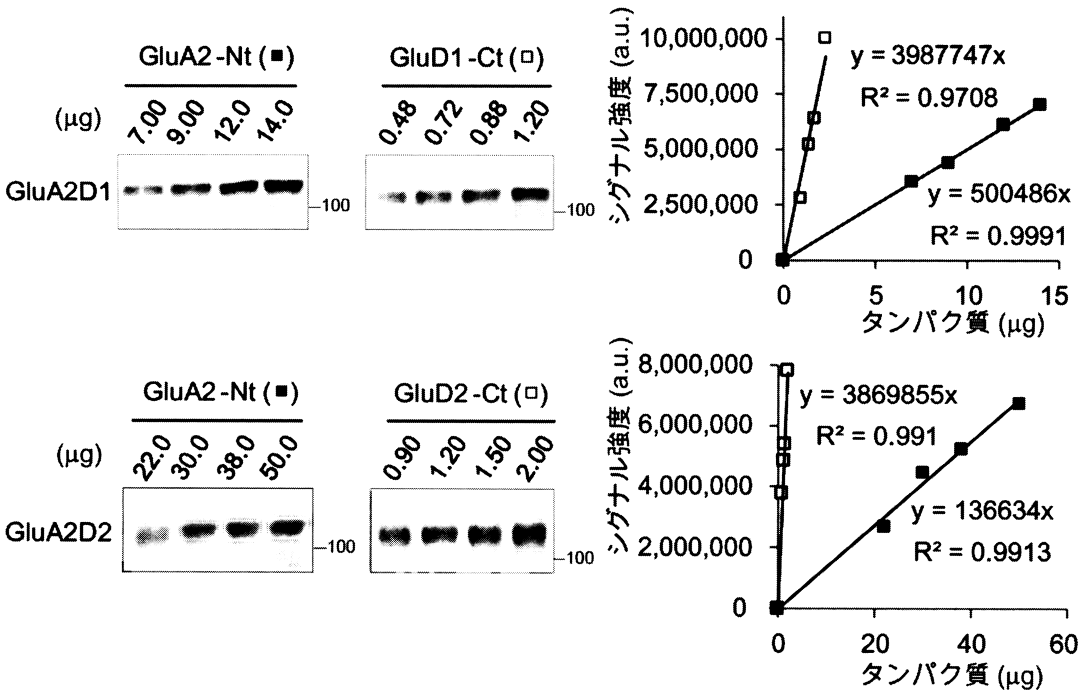 GluA2-Nt (■)
GluD1-Ct (□)
(μg)
7.00 9.00 12.0 14.0
0.48 0.72 0.88 1.20
GluA2D1
100
100
シグナル強度 (a.u.)
10,000,000
7,500,000
5,000,000
2,500,000
0
y = 3987747x
R² = 0.9708
y = 500486x
R² = 0.9991
0 5 10 15
タンパク質 (μg)
GluA2-Nt (■)
GluD2-Ct (□)
(μg)
22.0 30.0 38.0 50.0
0.90 1.20 1.50 2.00
GluA2D2
100
100
シグナル強度 (a.u.)
8,000,000
6,000,000
4,000,000
2,000,000
0
y = 3869855x
R² = 0.991
y = 136634x
R² = 0.9913
0 20 40 60
タンパク質 (μg)